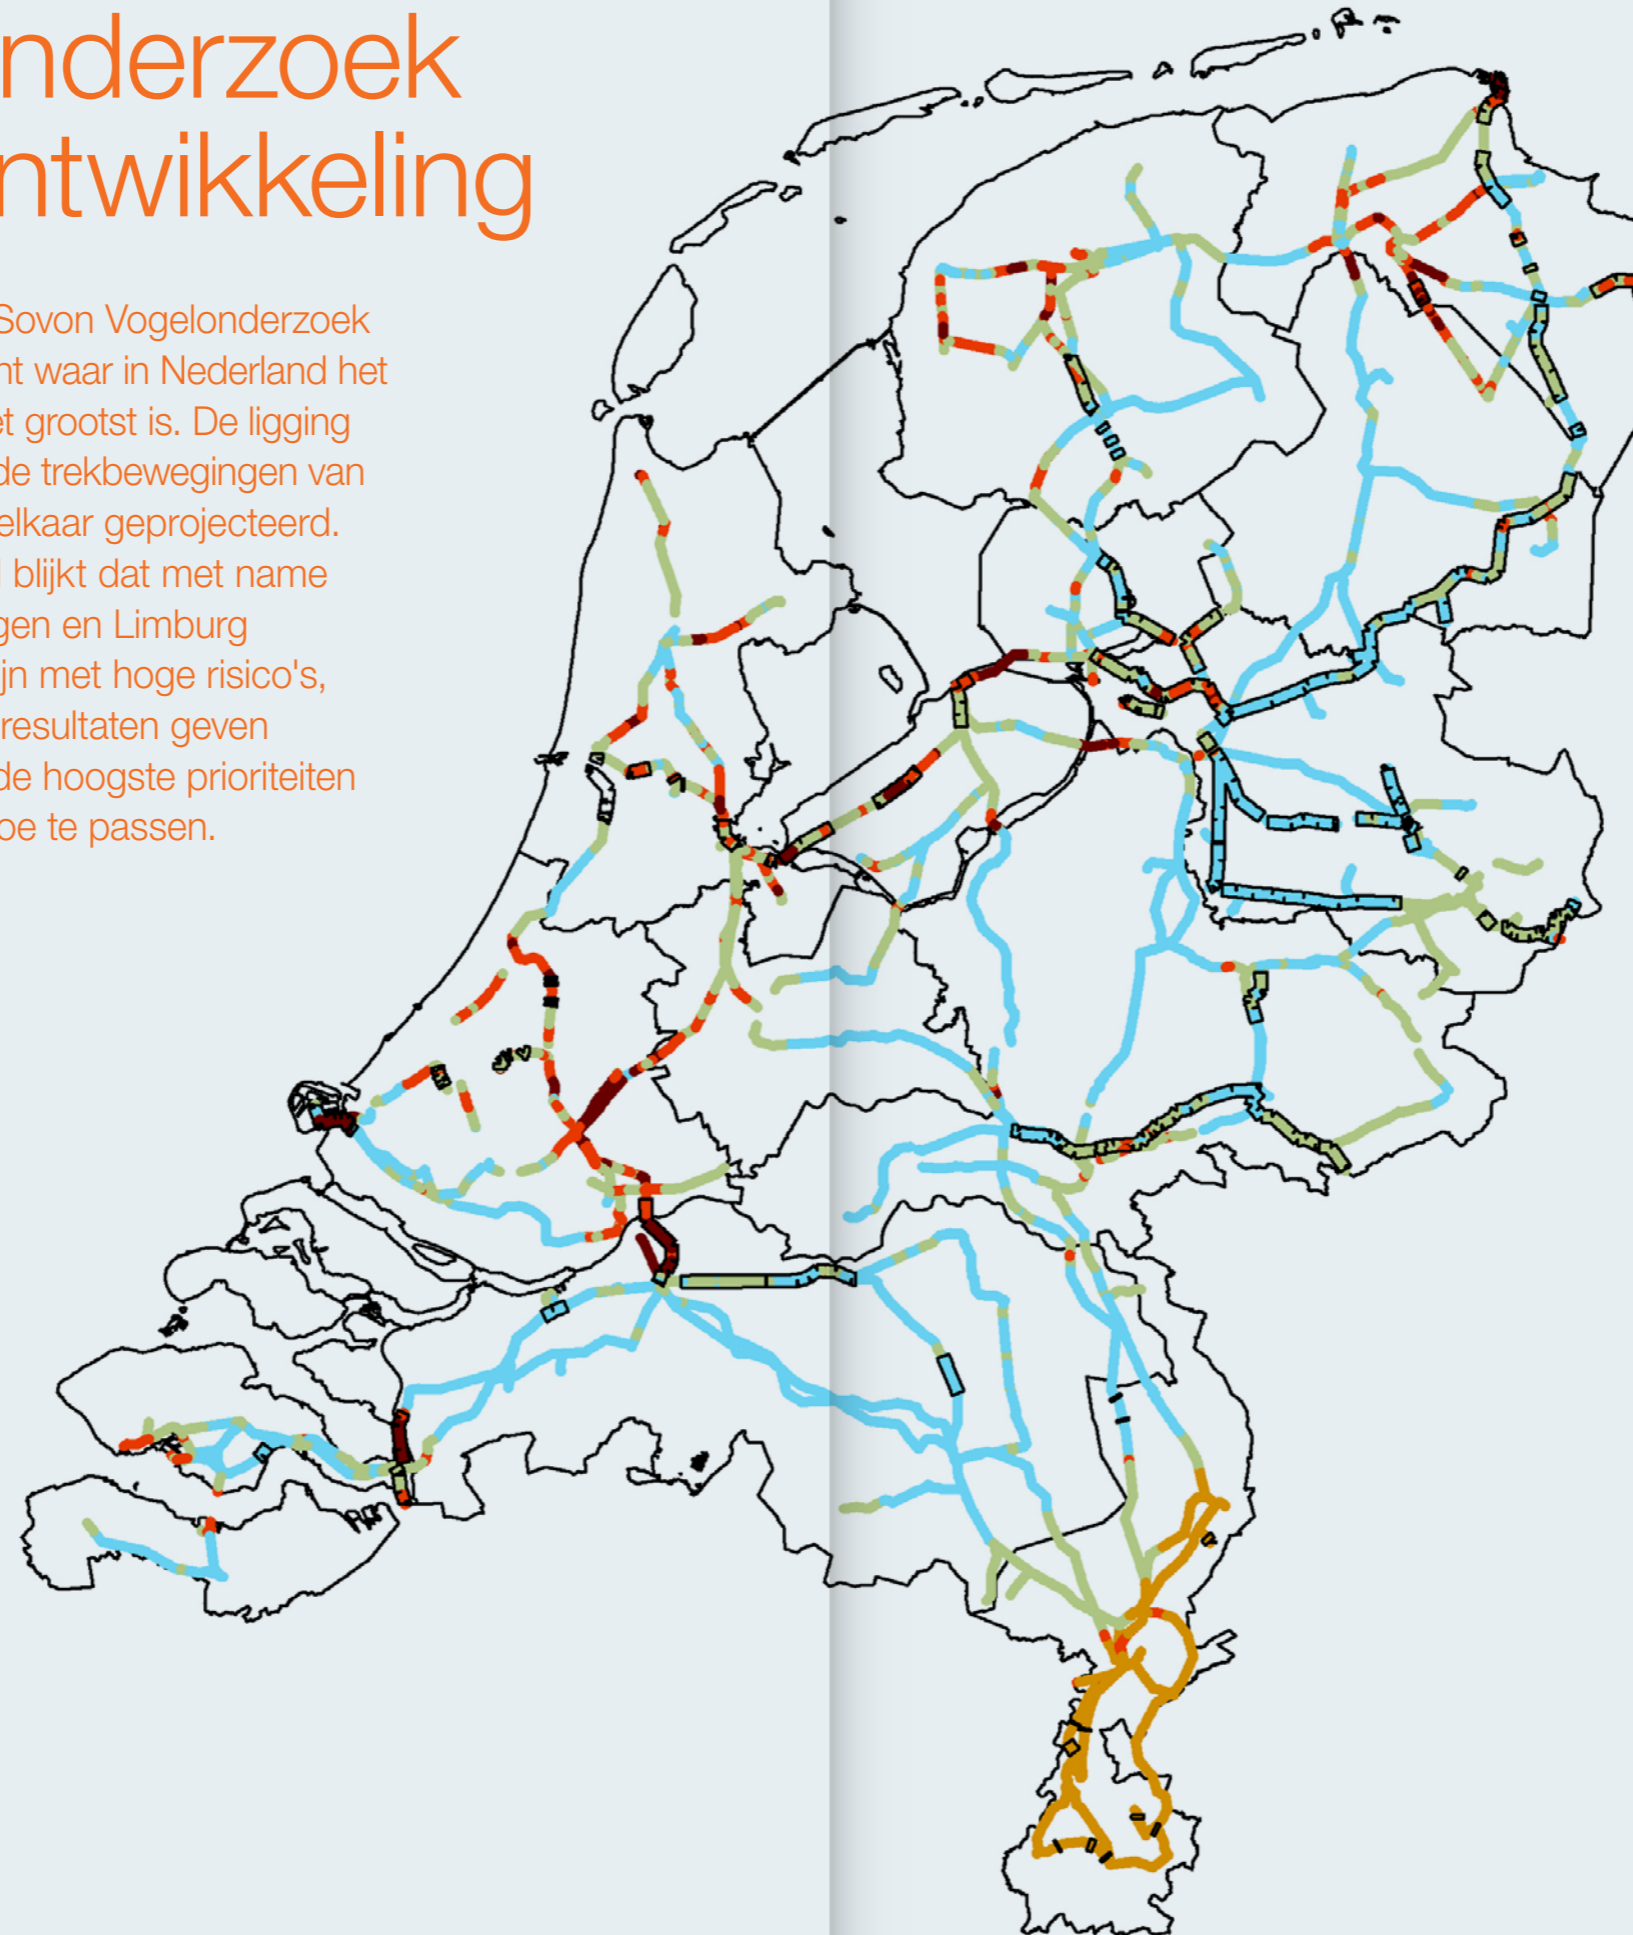 nderzoek
ntwikkeling
Sovon Vogelonderzoek
nt waar in Nederland het
et grootst is. De ligging
de trekbewegingen van
elkaar geprojecteerd.
l blijkt dat met name
gen en Limburg
ijn met hoge risico's,
resultaten geven
de hoogste prioriteiten
oe te passen.